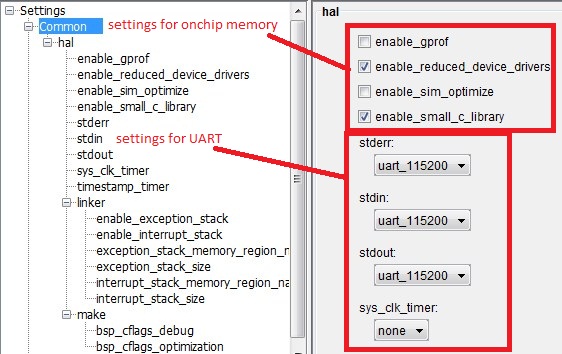 Settings
Common
settings for onchip memory
hal
enable_gprof
enable_reduced_device_drivers
enable_sim_optimize
enable_small_c_library
stderr
stdin
settings for UART
stdout
sys_clk_timer
timestamp_timer
linker
enable_exception_stack
enable_interrupt_stack
exception_stack_memory_region_na
exception_stack_size
interrupt_stack_memory_region_na
interrupt_stack_size
make
bsp_cflags_debug
bsp_cflags_optimization
hal
enable_gprof
enable_reduced_device_drivers
enable_sim_optimize
enable_small_c_library
stderr:
uart_115200
stdin:
uart_115200
stdout:
uart_115200
sys_clk_timer:
none